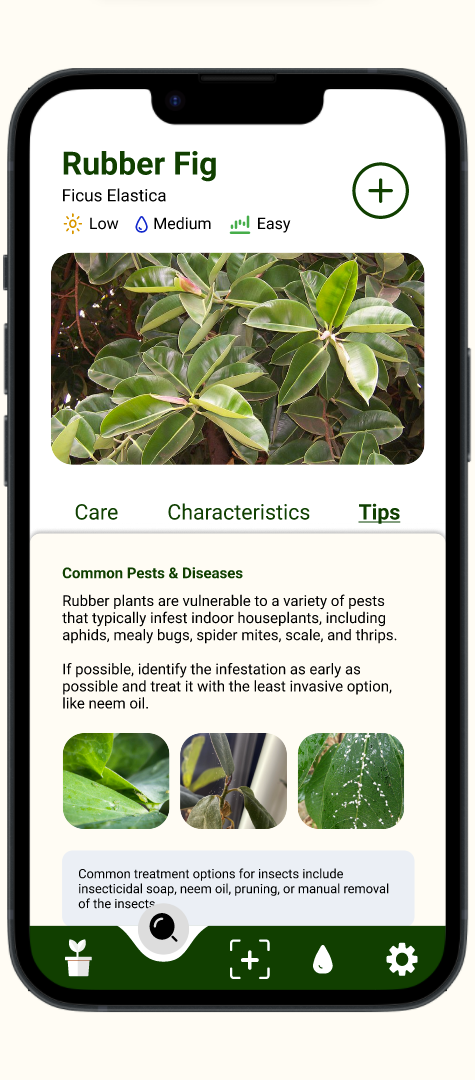 Rubber Fig
Ficus Elastica
Low Medium Easy
Care Characteristics Tips
Common Pests & Diseases
Rubber plants are vulnerable to a variety of pests
that typically infest indoor houseplants, including
aphids, mealy bugs, spider mites, scale, and thrips.
If possible, identify the infestation as early as
possible and treat it with the least invasive option,
like neem oil.
Common treatment options for insects include
insecticidal soap, neem oil, pruning, or manual removal
of the insects